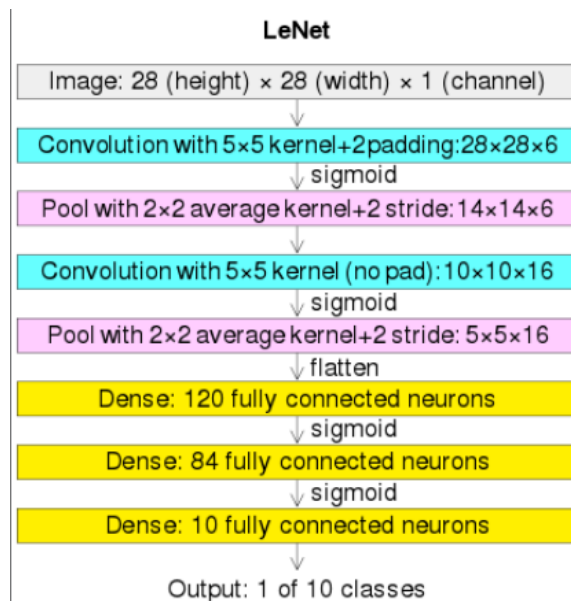 LeNet
Image: 28 (height) × 28 (width) × 1 (channel)
Convolution with 5×5 kernel+2padding:28×28×6
sigmoid
Pool with 2×2 average kernel+2 stride:14×14×6
Convolution with 5×5 kernel (no pad):10×10×16
sigmoid
Pool with 2×2 average kernel+2 stride: 5×5×16
flatten
Dense: 120 fully connected neurons
sigmoid
Dense: 84 fully connected neurons
sigmoid
Dense: 10 fully connected neurons
Output: 1 of 10 classes